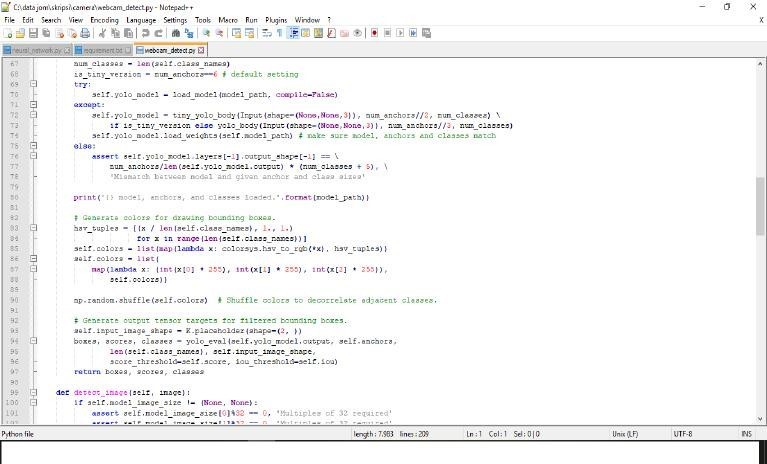 C:\data jom\skripsi\camera\webcam_detect.py - Notepad++
File Edit Search View Encoding Language Settings Tools Macro Run Plugins Window ? X
neural_network.py requirement.txt webcam_detect.py
67 num_classes = len(self.class_names)
68 is_tiny_version = num_anchors==6 # default setting
69 try:
70 self.yolo_model = load_model(model_path, compile=False)
71 except:
72 self.yolo_model = tiny_yolo_body(Input(shape=(None,None,3)), num_anchors//2, num_classes) \
73 if is_tiny_version else yolo_body(Input(shape=(None,None,3)), num_anchors//3, num_classes)
74 self.yolo_model.load_weights(self.model_path) # make sure model, anchors and classes match
75 else:
76 assert self.yolo_model.layers[-1].output_shape[-1] == \
77 num_anchors/len(self.yolo_model.output) * (num_classes + 5), \
78 'Mismatch between model and given anchor and class sizes'
79
80 print('{} model, anchors, and classes loaded.'.format(model_path))
81
82 # Generate colors for drawing bounding boxes.
83 hsv_tuples = [(x / len(self.class_names), 1., 1.)
84 for x in range(len(self.class_names))]
85 self.colors = list(map(lambda x: colorsys.hsv_to_rgb(*x), hsv_tuples))
86 self.colors = list(
87 map(lambda x: (int(x[0] * 255), int(x[1] * 255), int(x[2] * 255)),
88 self.colors))
89
90 np.random.shuffle(self.colors) # Shuffle colors to decorrelate adjacent classes.
91
92 # Generate output tensor targets for filtered bounding boxes.
93 self.input_image_shape = K.placeholder(shape=(2, ))
94 boxes, scores, classes = yolo_eval(self.yolo_model.output, self.anchors,
95 len(self.class_names), self.input_image_shape,
96 score_threshold=self.score, iou_threshold=self.iou)
97 return boxes, scores, classes
98
99 def detect_image(self, image):
100 if self.model_image_size != (None, None):
101 assert self.model_image_size[0]%32 == 0, 'Multiples of 32 required'
102 assert self.model_image_size[1]%32 == 0, 'Multiples of 32 required'
Python file length : 7.983 lines : 209 Ln : 1 Col : 1 Sel : 0 | 0 Unix (LF) UTF-8 INS